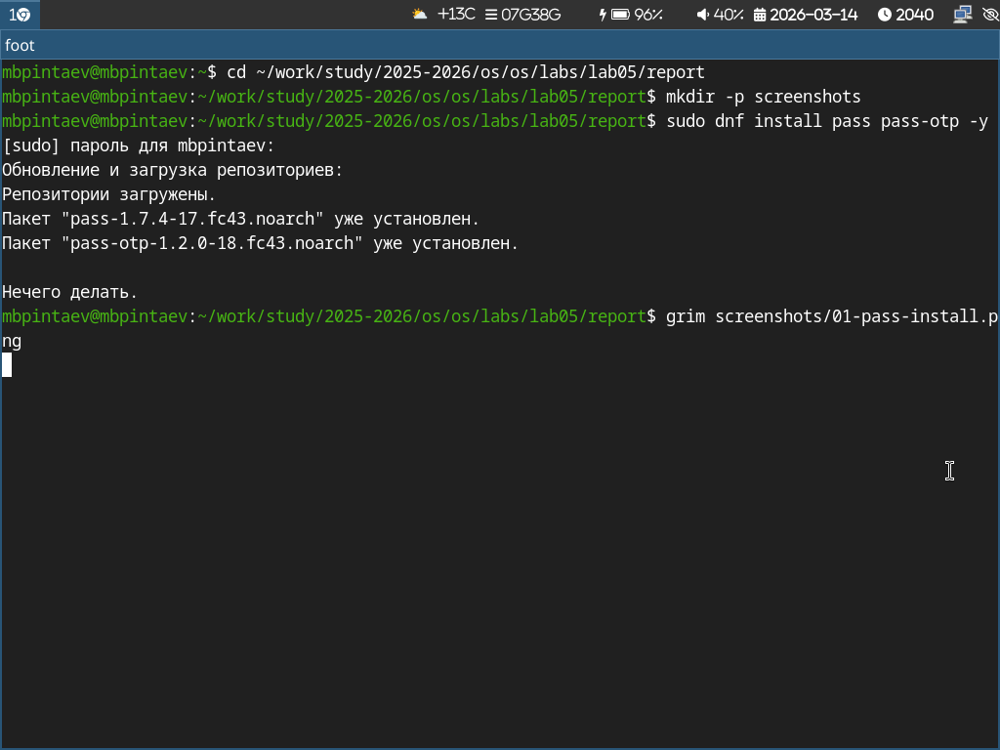 1 +13C 07G38G 96% 40% 2026-03-14 2040
foot
mbpintaev@mbpintaev:~$ cd ~/work/study/2025-2026/os/os/labs/lab05/report
mbpintaev@mbpintaev:~/work/study/2025-2026/os/os/labs/lab05/report$ mkdir -p screenshots
mbpintaev@mbpintaev:~/work/study/2025-2026/os/os/labs/lab05/report$ sudo dnf install pass pass-otp -y
[sudo] пароль для mbpintaev:
Обновление и загрузка репозиториев:
Репозитории загружены.
Пакет "pass-1.7.4-17.fc43.noarch" уже установлен.
Пакет "pass-otp-1.2.0-18.fc43.noarch" уже установлен.
Нечего делать.
mbpintaev@mbpintaev:~/work/study/2025-2026/os/os/labs/lab05/report$ grim screenshots/01-pass-install.p
ng